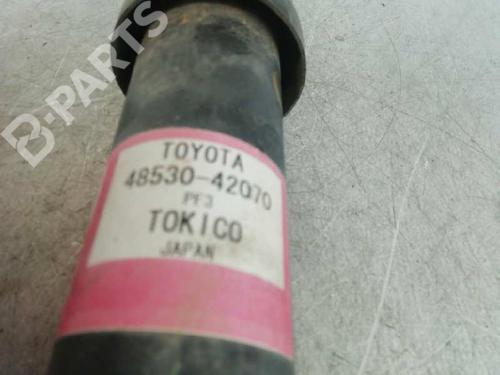 B-PARTS
TOYOTA
48530-42070
PF3
TOKICO
JAPAN